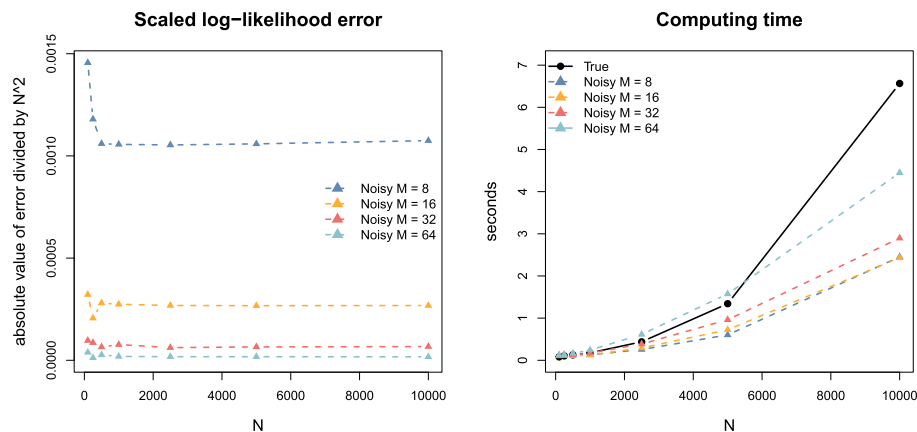 Scaled log−likelihood error
absolute value of error divided by N^2
0.0015
0.0010
0.0005
0.0000
Noisy M = 8
Noisy M = 16
Noisy M = 32
Noisy M = 64
0 2000 4000 6000 8000 10000
N
Computing time
seconds
7
6
5
4
3
2
1
0
True
Noisy M = 8
Noisy M = 16
Noisy M = 32
Noisy M = 64
0 2000 4000 6000 8000 10000
N